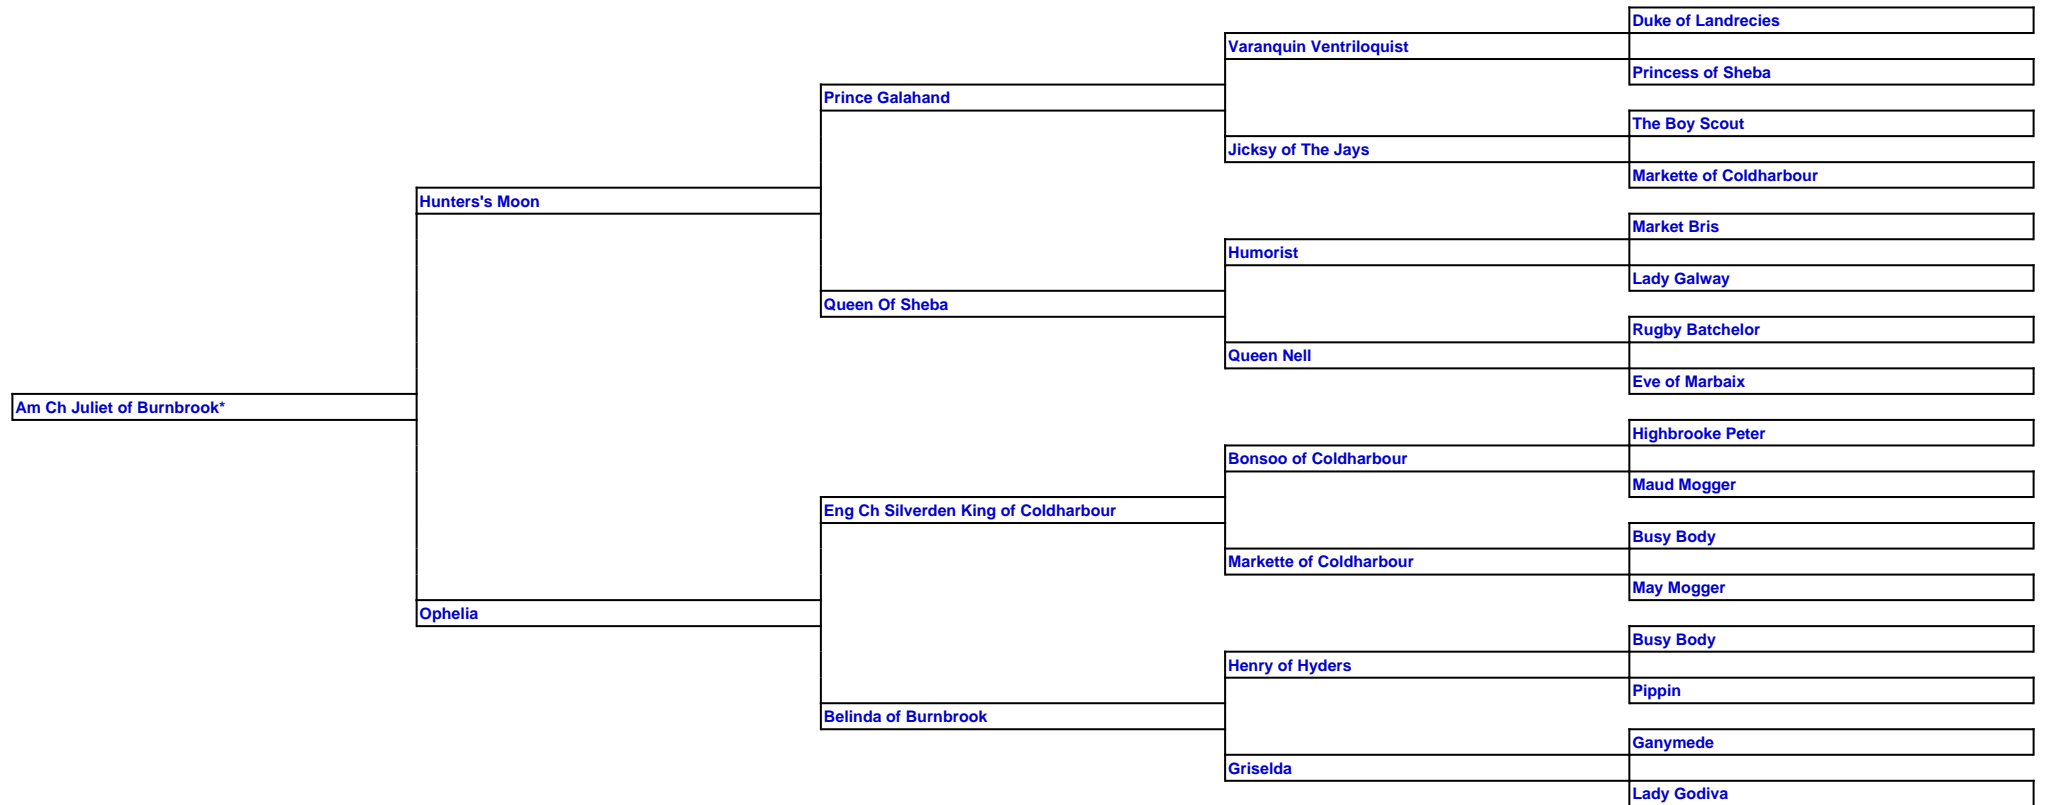 Duke of Landrecies
Varanquin Ventriloquist
Princess of Sheba
Prince Galahand
The Boy Scout
Jicksy of The Jays
Markette of Coldharbour
Hunters's Moon
Market Bris
Humorist
Lady Galway
Queen Of Sheba
Rugby Batchelor
Queen Nell
Eve of Marbaix
Am Ch Juliet of Burnbrook*
Highbrooke Peter
Bonsoo of Coldharbour
Maud Mogger
Eng Ch Silverden King of Coldharbour
Busy Body
Markette of Coldharbour
May Mogger
Ophelia
Busy Body
Henry of Hyders
Pippin
Belinda of Burnbrook
Ganymede
Griselda
Lady Godiva